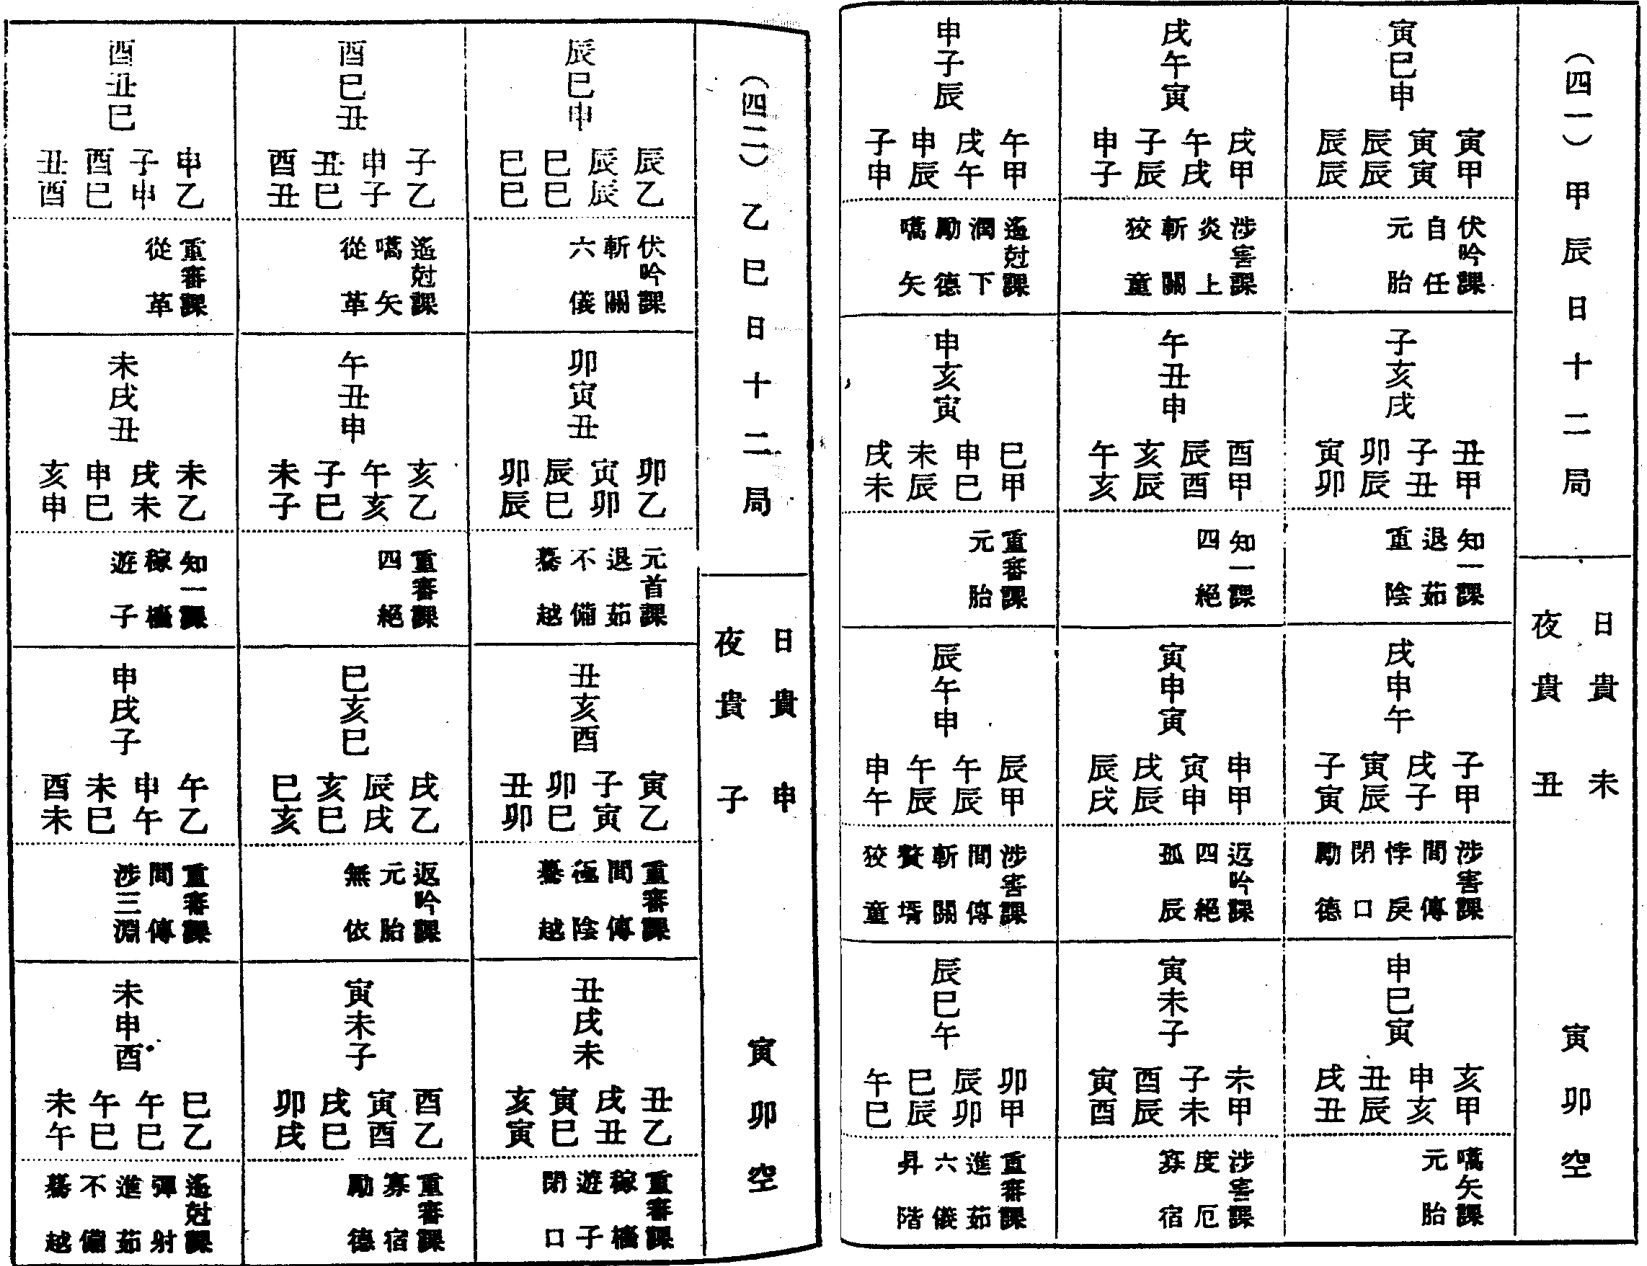 （四一）甲辰日十二局
日貴 未
夜貴 丑
寅卯空
寅巳申
寅甲
寅寅
辰辰
辰辰
伏吟課
自任
元胎
子亥戌
丑甲
子丑
卯辰
寅卯
知一課
退茹
重陰
戌申午
子甲
戌子
寅辰
子寅
涉害課
間傳
悖戾
閉口
勵德
申巳寅
亥甲
申亥
丑辰
戌丑
嚆矢課
元胎
戌午寅
戌甲
午戌
子辰
申子
涉害課
炎上
斬關
狡童
午丑申
酉甲
辰酉
亥辰
午亥
知一課
四絕
寅申寅
申甲
寅申
戌辰
辰戌
返吟課
四絕
孤辰
寅未子
未甲
子未
酉辰
寅酉
涉害課
度厄
寡宿
申子辰
午甲
戌午
申辰
子申
遙尅課
潤下
勵德
嚆矢
申亥寅
巳甲
申巳
未辰
戌未
重審課
元胎
辰午申
辰甲
午辰
午辰
申午
涉害課
間傳
斬關
贅壻
狡童
辰巳午
卯甲
辰卯
巳辰
午巳
重審課
進茹
六儀
昇階
（四二）乙巳日十二局
日貴 申
夜貴 子
寅卯空
辰巳申
辰乙
辰辰
巳巳
巳巳
伏吟課
斬關
六儀
卯寅丑
卯乙
寅卯
辰巳
卯辰
元首課
退茹
不備
驀越
丑亥酉
寅乙
子寅
卯巳
丑卯
重審課
間傳
極陰
驀越
丑戌未
丑乙
戌丑
寅巳
亥寅
重審課
稼穡
遊子
閉口
酉巳丑
子乙
申子
丑巳
酉丑
遙尅課
嚆矢
從革
午丑申
亥乙
午亥
子巳
未子
重審課
四絕
巳亥巳
戌乙
辰戌
亥巳
巳亥
返吟課
元胎
無依
寅未子
酉乙
寅酉
戌巳
卯戌
重審課
寡宿
勵德
酉丑巳
申乙
子申
酉巳
丑酉
重審課
從革
未戌丑
未乙
戌未
申巳
亥申
知一課
稼穡
遊子
申戌子
午乙
申午
未巳
酉未
重審課
間傳
涉三淵
未申酉
巳乙
午巳
午巳
未午
遙尅課
彈射
進茹
不備
驀越